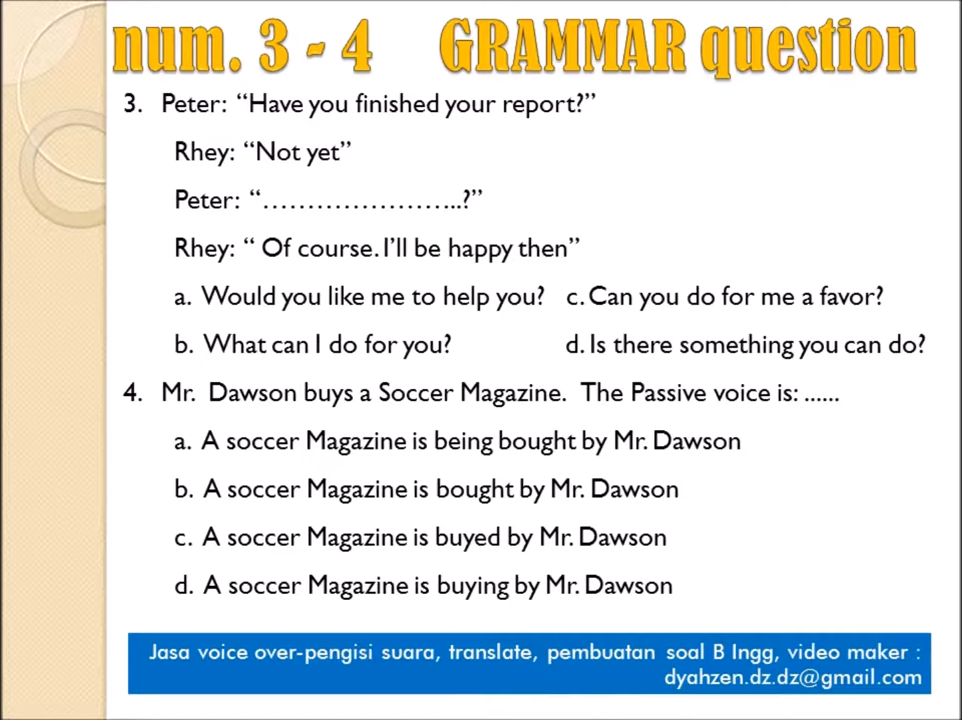 num. 3 - 4 GRAMMAR question
3. Peter: “Have you finished your report?”
Rhey: “Not yet”
Peter: “…………………..?”
Rhey: “ Of course. I’ll be happy then”
a. Would you like me to help you? c. Can you do for me a favor?
b. What can I do for you? d. Is there something you can do?
4. Mr. Dawson buys a Soccer Magazine. The Passive voice is: ......
a. A soccer Magazine is being bought by Mr. Dawson
b. A soccer Magazine is bought by Mr. Dawson
c. A soccer Magazine is buyed by Mr. Dawson
d. A soccer Magazine is buying by Mr. Dawson
Jasa voice over-pengisi suara, translate, pembuatan soal B Ingg, video maker :
dyahzen.dz.dz@gmail.com